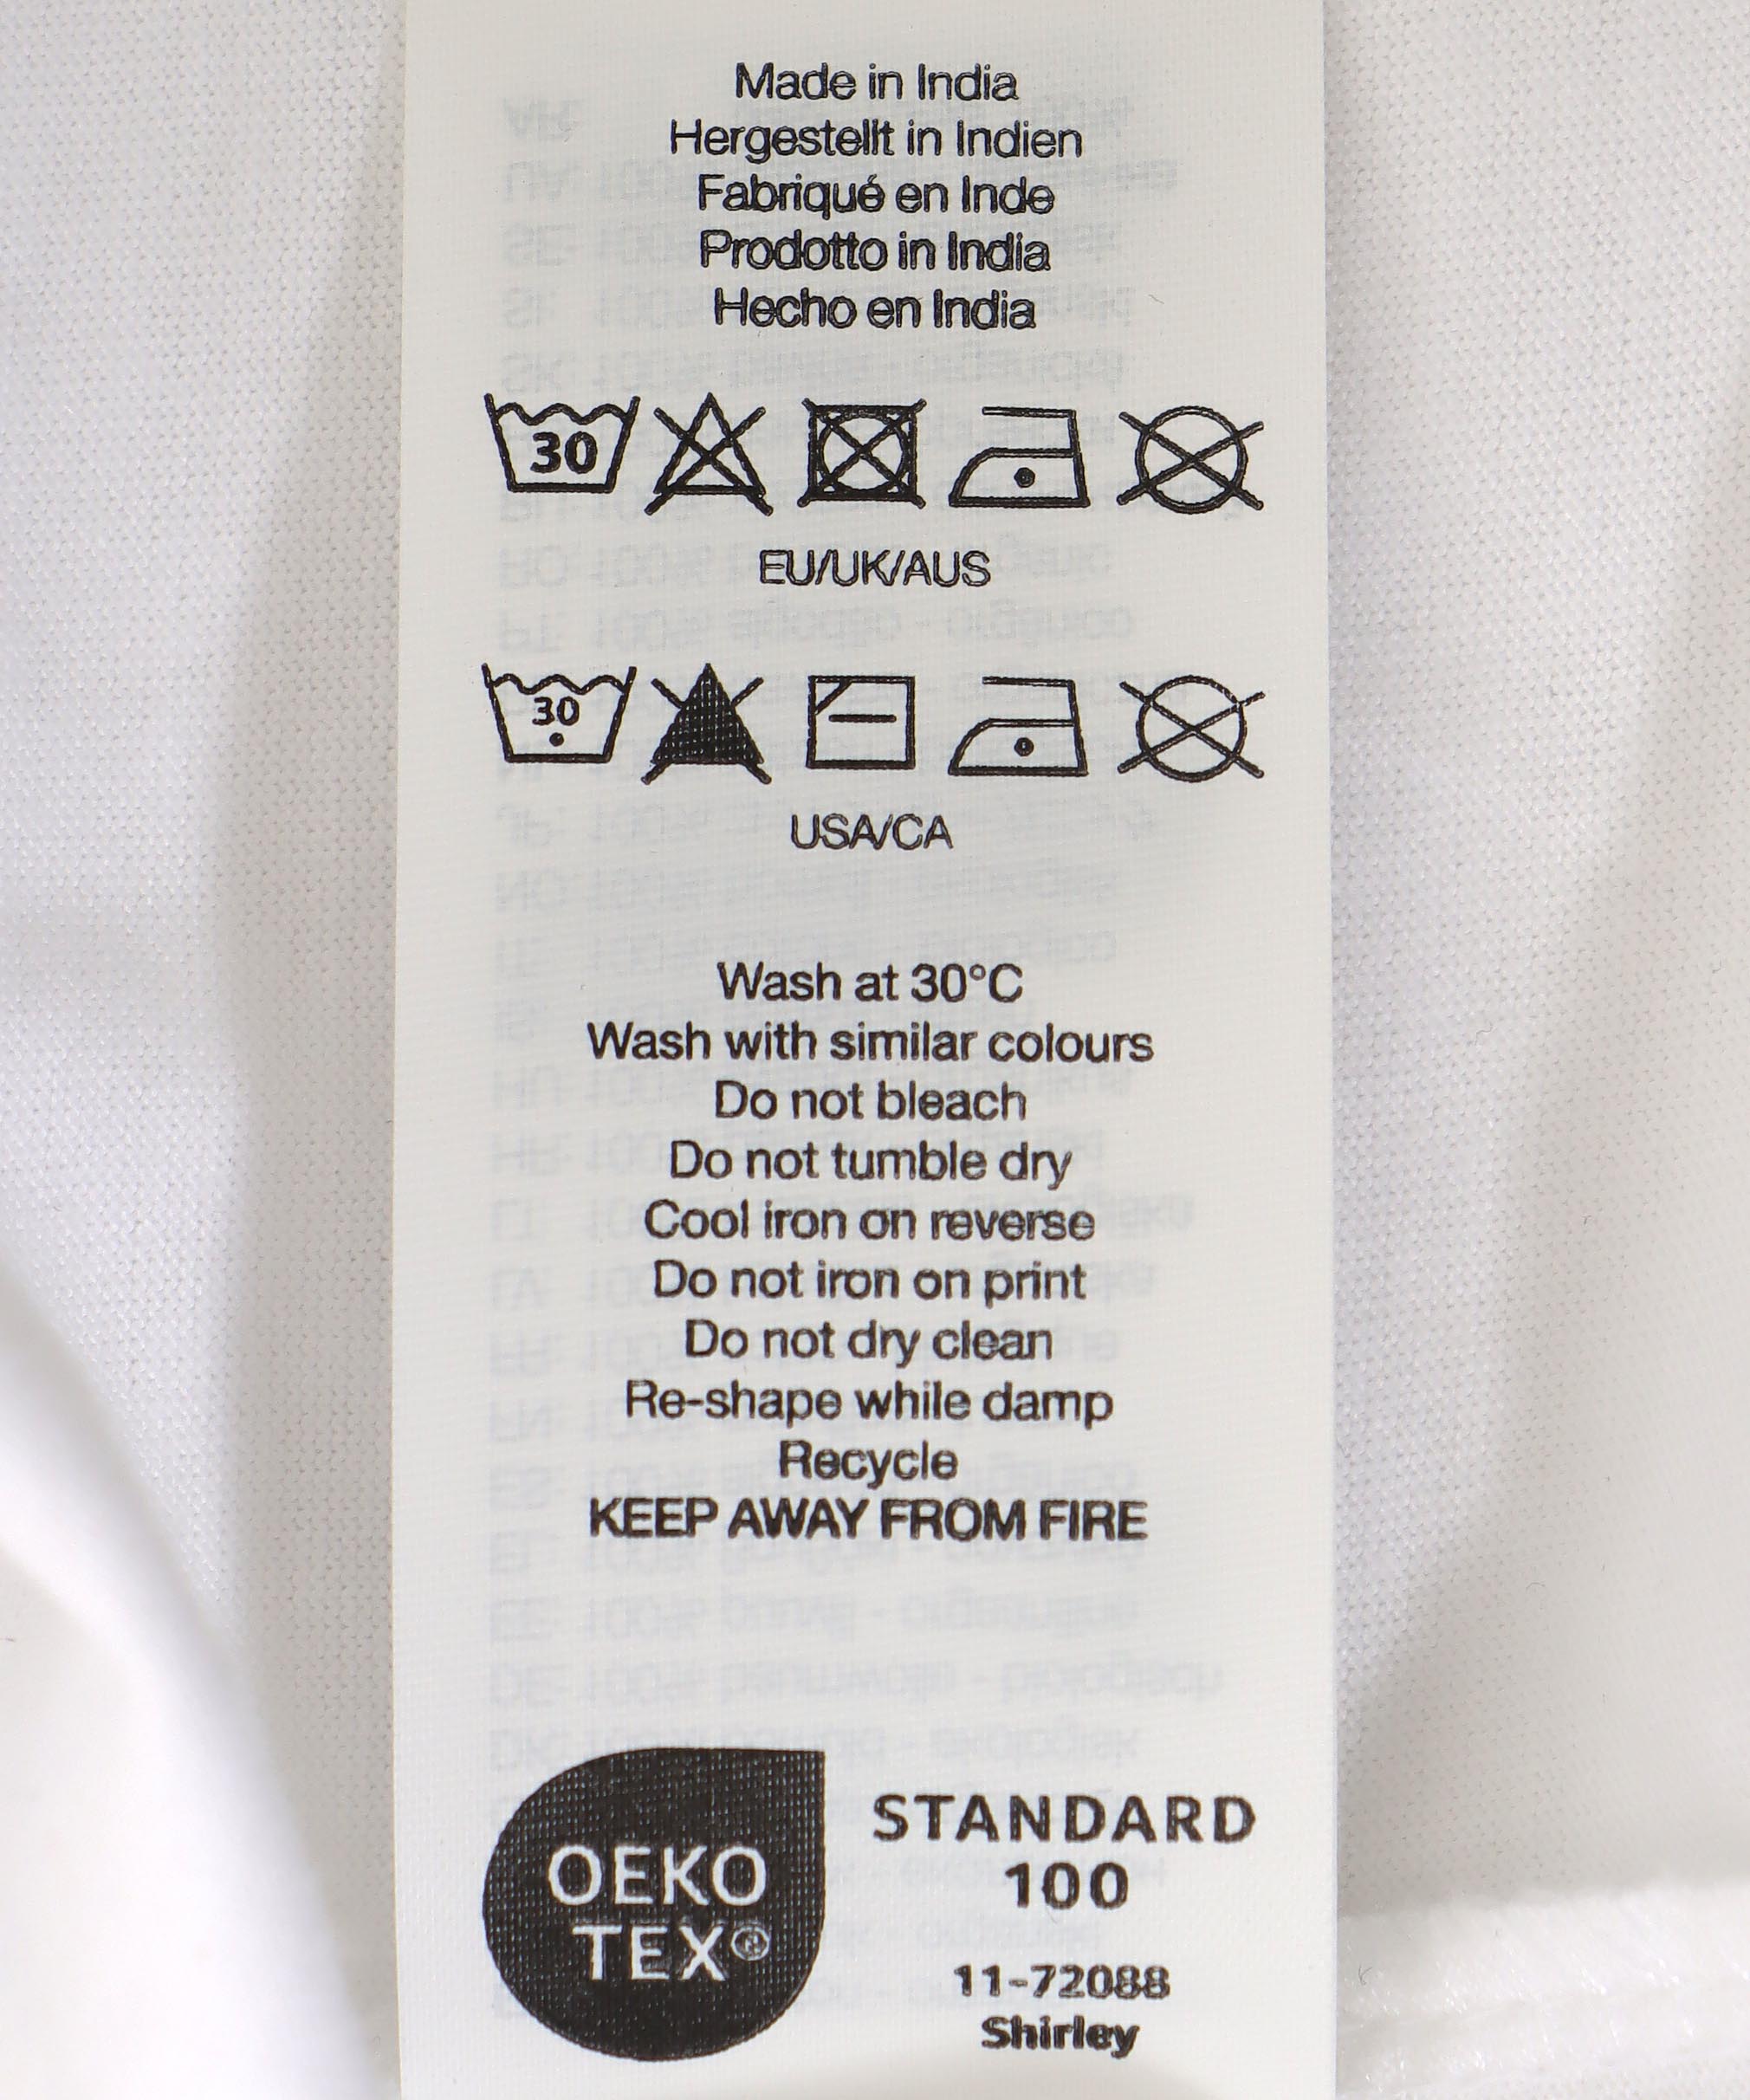 Made in India
Hergestellt in Indien
Fabriqué en Inde
Prodotto in India
Hecho en India
30
EU/UK/AUS
30
USA/CA
Wash at 30°C
Wash with similar colours
Do not bleach
Do not tumble dry
Cool iron on reverse
Do not iron on print
Do not dry clean
Re-shape while damp
Recycle
KEEP AWAY FROM FIRE
OEKO
TEX®
STANDARD
100
11-72088
Shirley